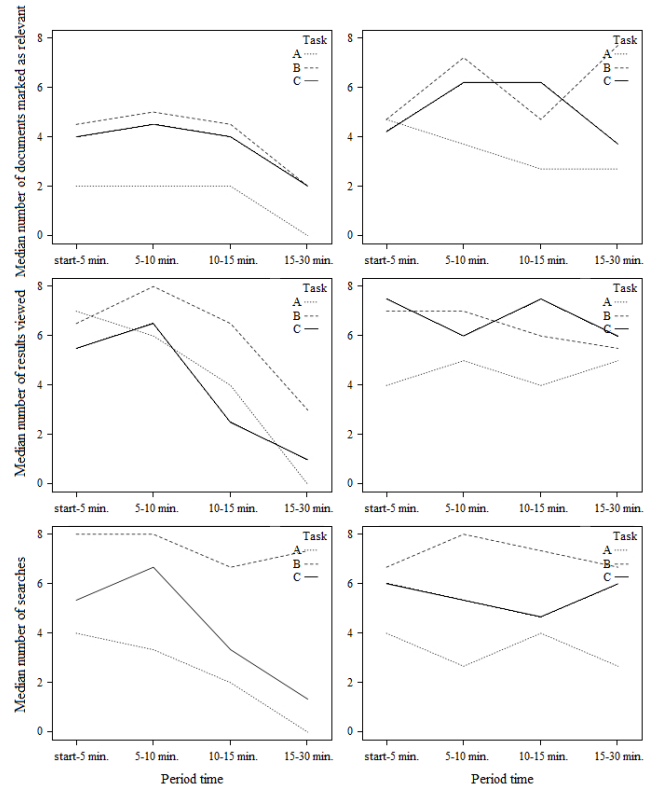 Median number of documents marked as relevant
8
6
4
2
0
Task
A
B
C
start-5 min.
5-10 min.
10-15 min.
15-30 min.
8
6
4
2
0
Task
A
B
C
start-5 min.
5-10 min.
10-15 min.
15-30 min.
Median number of results viewed
8
6
4
2
0
Task
A
B
C
start-5 min.
5-10 min.
10-15 min.
15-30 min.
8
6
4
2
0
Task
A
B
C
start-5 min.
5-10 min.
10-15 min.
15-30 min.
Median number of searches
8
6
4
2
0
Task
A
B
C
start-5 min.
5-10 min.
10-15 min.
15-30 min.
Period time
8
6
4
2
0
Task
A
B
C
start-5 min.
5-10 min.
10-15 min.
15-30 min.
Period time